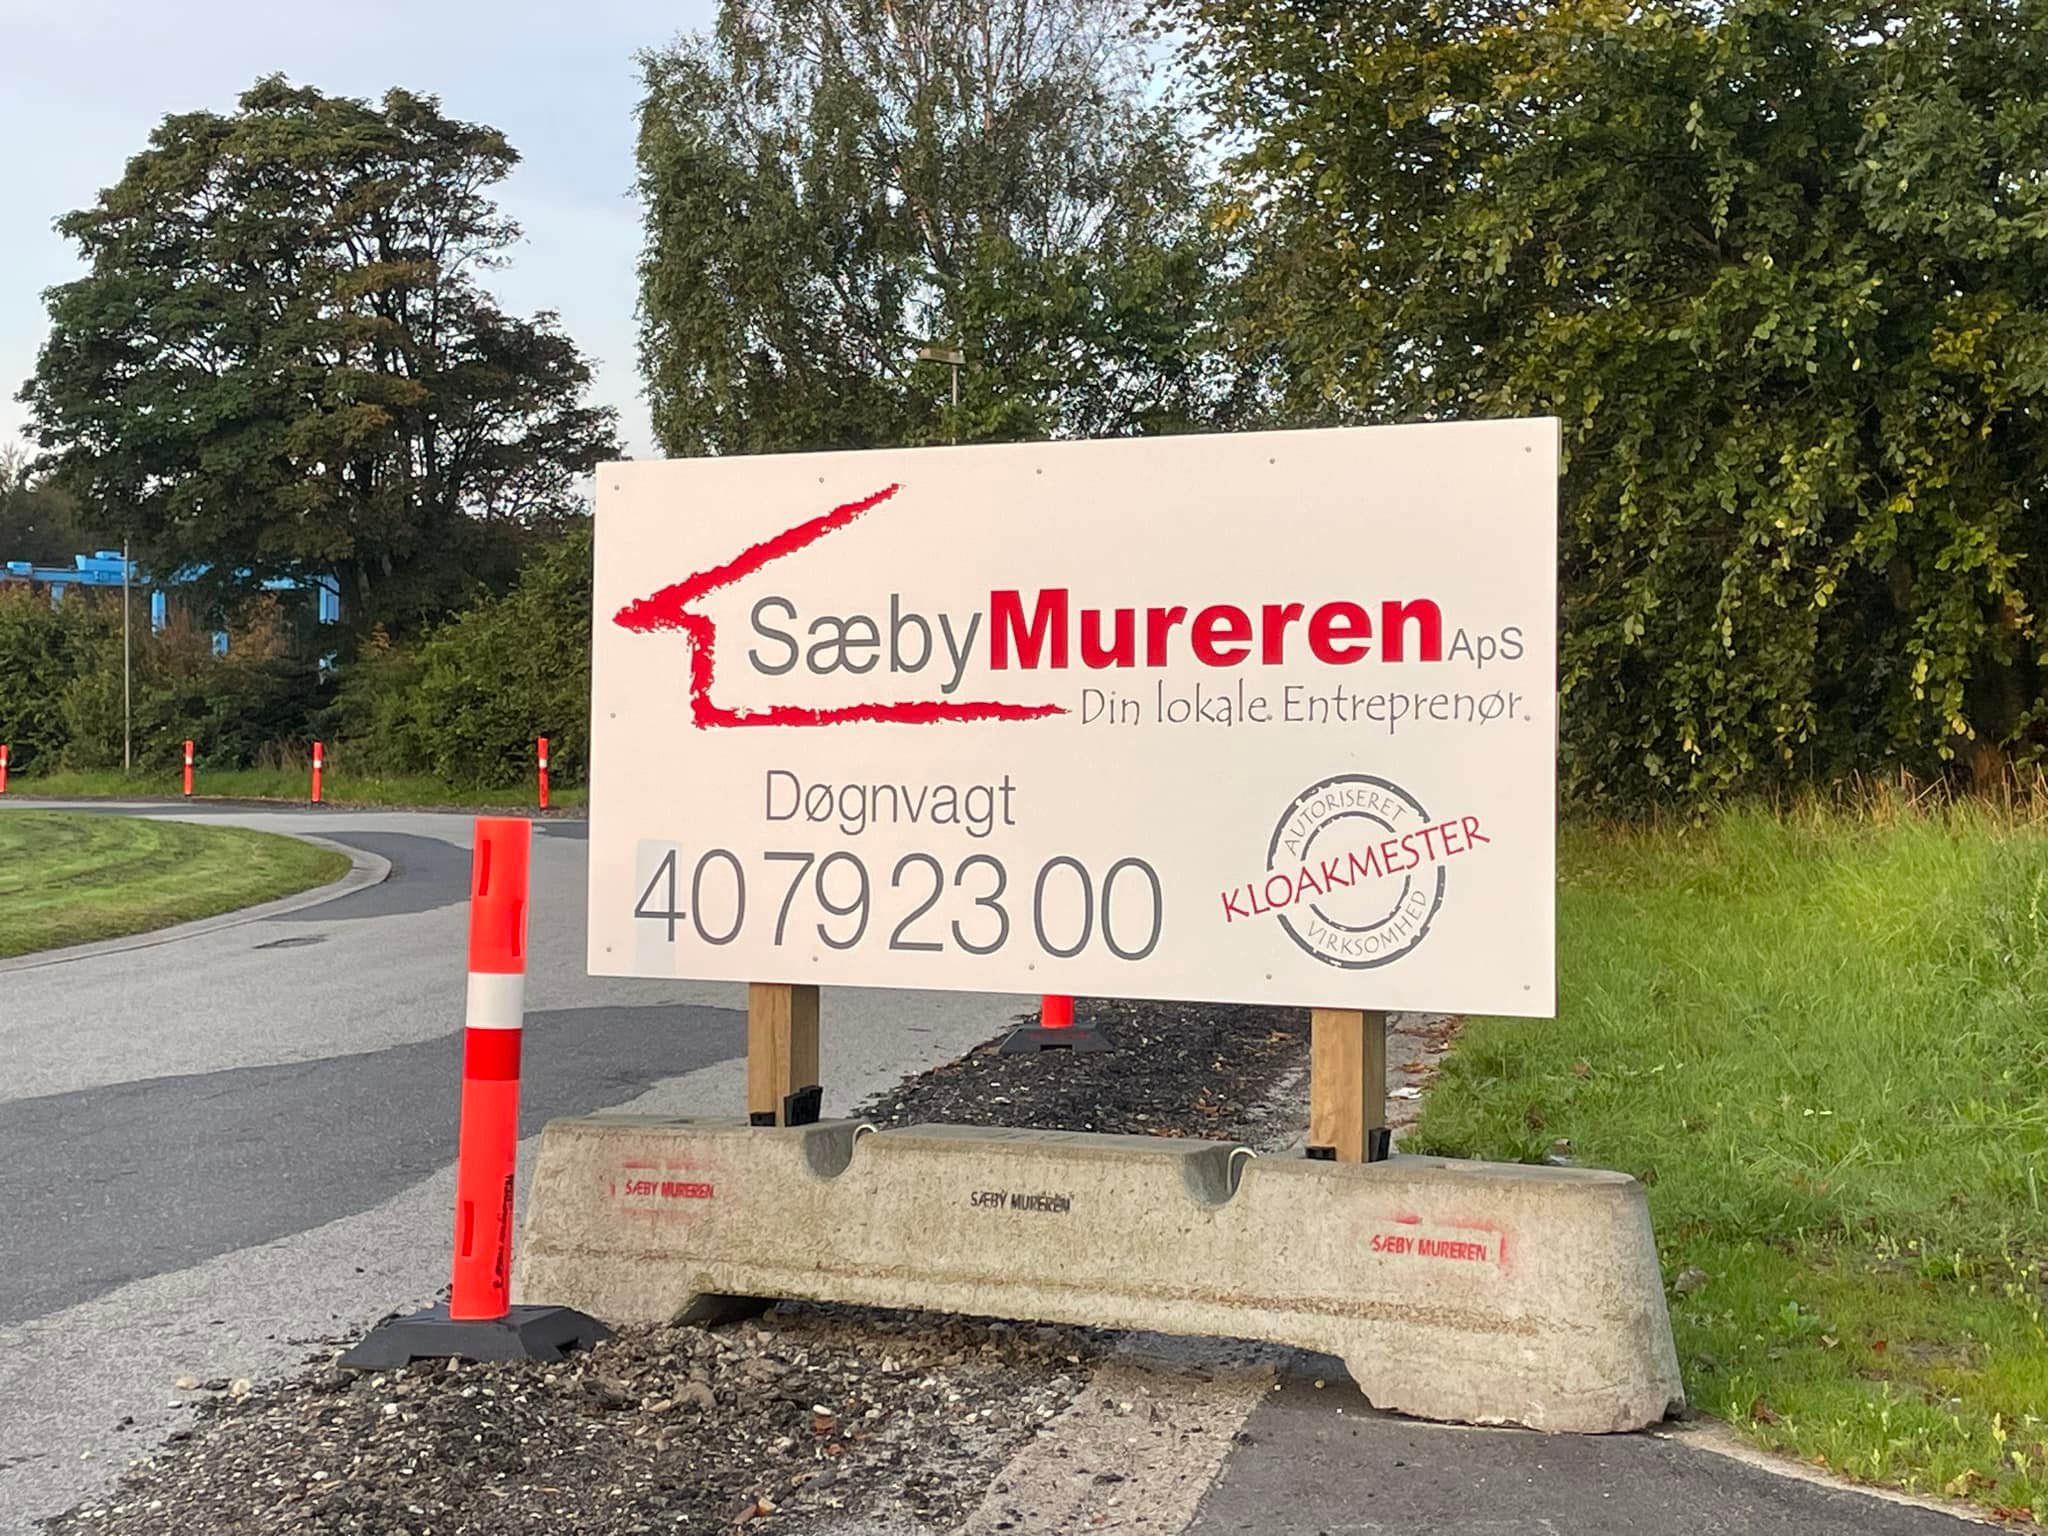 SæbyMureren ApS
Din lokale Entreprenør.
Døgnvagt
40 79 23 00
AUTORISERET
KLOAKMESTER
VIRKSOMHED
SÆBY MUREREN
SÆBY MUREREN
SÆBY MUREREN